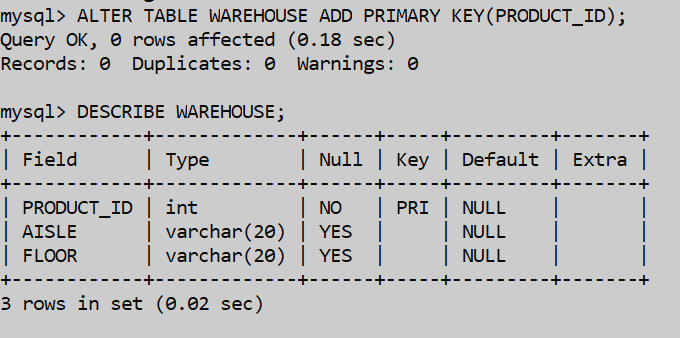 mysql> ALTER TABLE WAREHOUSE ADD PRIMARY KEY(PRODUCT_ID);
Query OK, 0 rows affected (0.18 sec)
Records: 0  Duplicates: 0  Warnings: 0

mysql> DESCRIBE WAREHOUSE;
+------------+-------------+------+-----+---------+-------+
| Field      | Type        | Null | Key | Default | Extra |
+------------+-------------+------+-----+---------+-------+
| PRODUCT_ID | int         | NO   | PRI | NULL    |       |
| AISLE      | varchar(20) | YES  |     | NULL    |       |
| FLOOR      | varchar(20) | YES  |     | NULL    |       |
+------------+-------------+------+-----+---------+-------+
3 rows in set (0.02 sec)